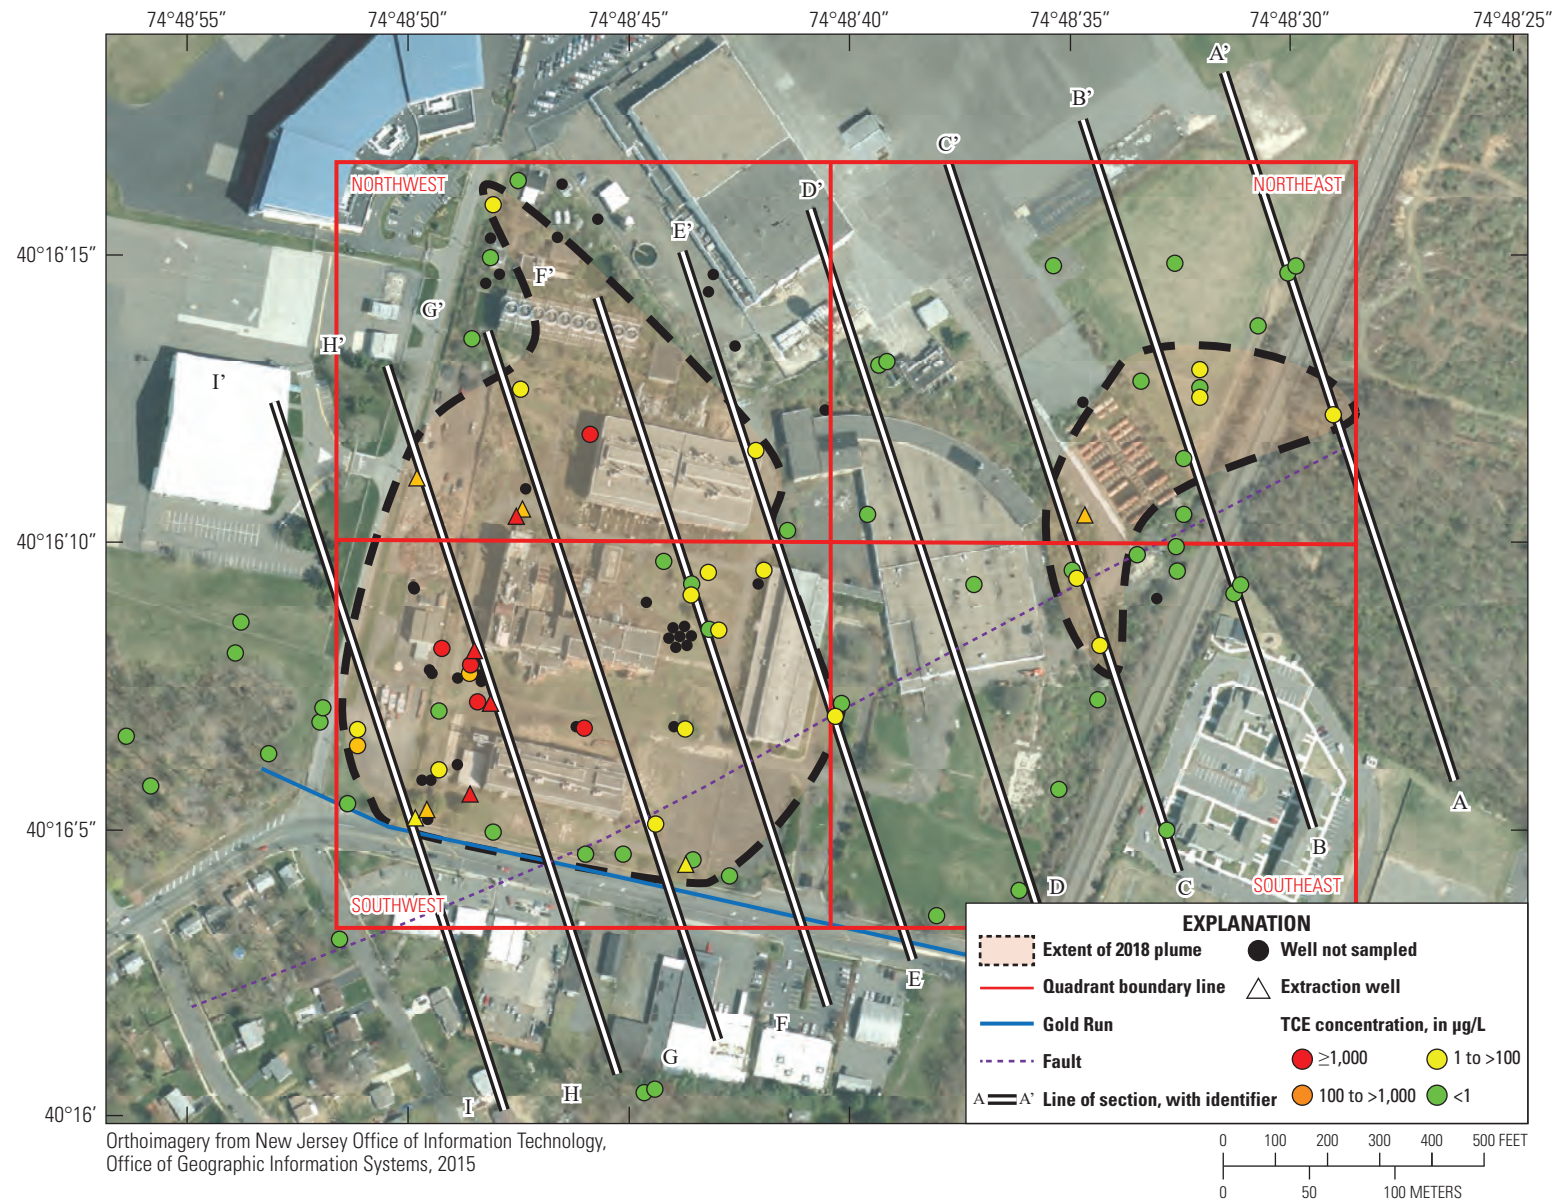 74°48′55″ 74°48′50″ 74°48′45″ 74°48′40″ 74°48′35″ 74°48′30″ 74°48′25″
A’
B’
C’
NORTHWEST
NORTHEAST
D’
E’
40°16′15″
F’
G’
H’
I’
40°16′10″
A
40°16′5″
B
SOUTHEAST
D
C
SOUTHWEST
E
F
G
H
I
40°16′
EXPLANATION
Extent of 2018 plume
Well not sampled
Quadrant boundary line
Extraction well
Gold Run
TCE concentration, in µg/L
Fault
≥1,000
1 to >100
A A’ Line of section, with identifier
100 to >1,000
<1
Orthoimagery from New Jersey Office of Information Technology,
Office of Geographic Information Systems, 2015
0 100 200 300 400 500 FEET
0 50 100 METERS